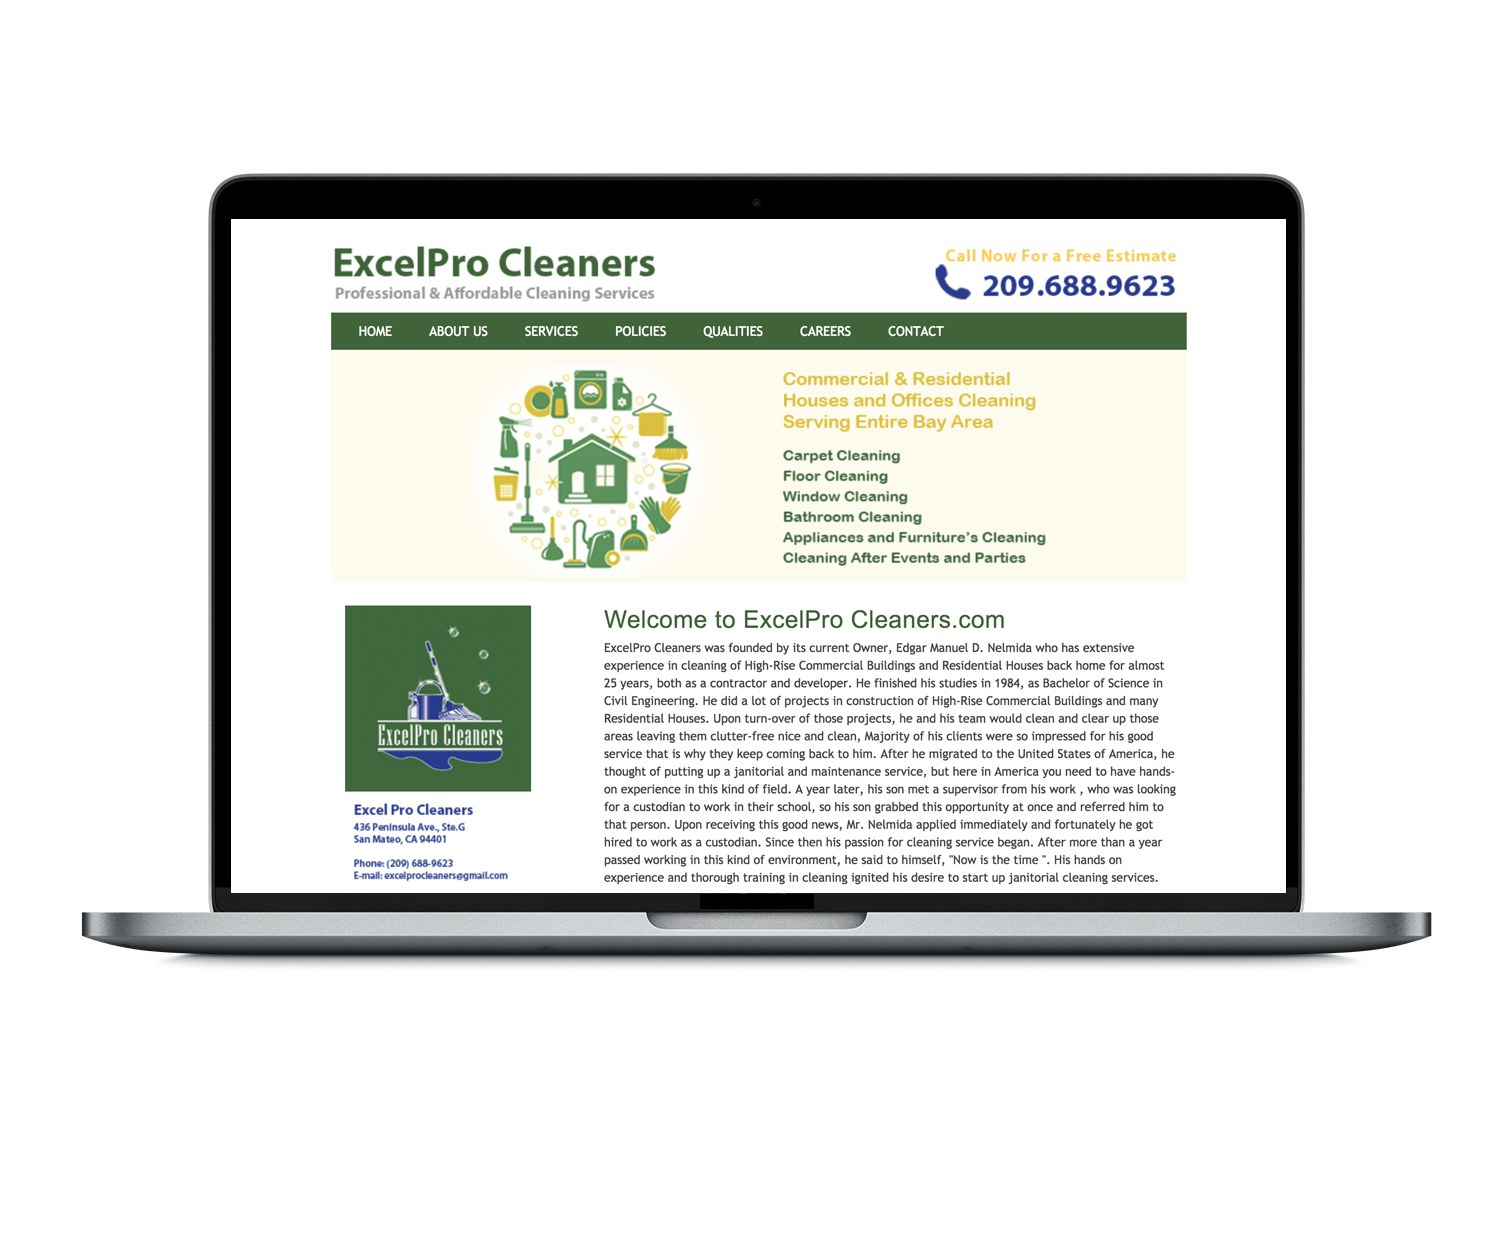 ExcelPro Cleaners
Professional & Affordable Cleaning Services
Call Now For a Free Estimate
209.688.9623
HOME ABOUT US SERVICES POLICIES QUALITIES CAREERS CONTACT
Commercial & Residential
Houses and Offices Cleaning
Serving Entire Bay Area
Carpet Cleaning
Floor Cleaning
Window Cleaning
Bathroom Cleaning
Appliances and Furniture's Cleaning
Cleaning After Events and Parties
ExcelPro Cleaners
Excel Pro Cleaners
436 Peninsula Ave., Ste.G
San Mateo, CA 94401
Phone: (209) 688-9623
E-mail: excelprocleaners@gmail.com
Welcome to ExcelPro Cleaners.com
ExcelPro Cleaners was founded by its current Owner, Edgar Manuel D. Nelmida who has extensive
experience in cleaning of High-Rise Commercial Buildings and Residential Houses back home for almost
25 years, both as a contractor and developer. He finished his studies in 1984, as Bachelor of Science in
Civil Engineering. He did a lot of projects in construction of High-Rise Commercial Buildings and many
Residential Houses. Upon turn-over of those projects, he and his team would clean and clear up those
areas leaving them clutter-free nice and clean, Majority of his clients were so impressed for his good
service that is why they keep coming back to him. After he migrated to the United States of America, he
thought of putting up a janitorial and maintenance service, but here in America you need to have hands-
on experience in this kind of field. A year later, his son met a supervisor from his work , who was looking
for a custodian to work in their school, so his son grabbed this opportunity at once and referred him to
that person. Upon receiving this good news, Mr. Nelmida applied immediately and fortunately he got
hired to work as a custodian. Since then his passion for cleaning service began. After more than a year
passed working in this kind of environment, he said to himself, "Now is the time ". His hands on
experience and thorough training in cleaning ignited his desire to start up janitorial cleaning services.